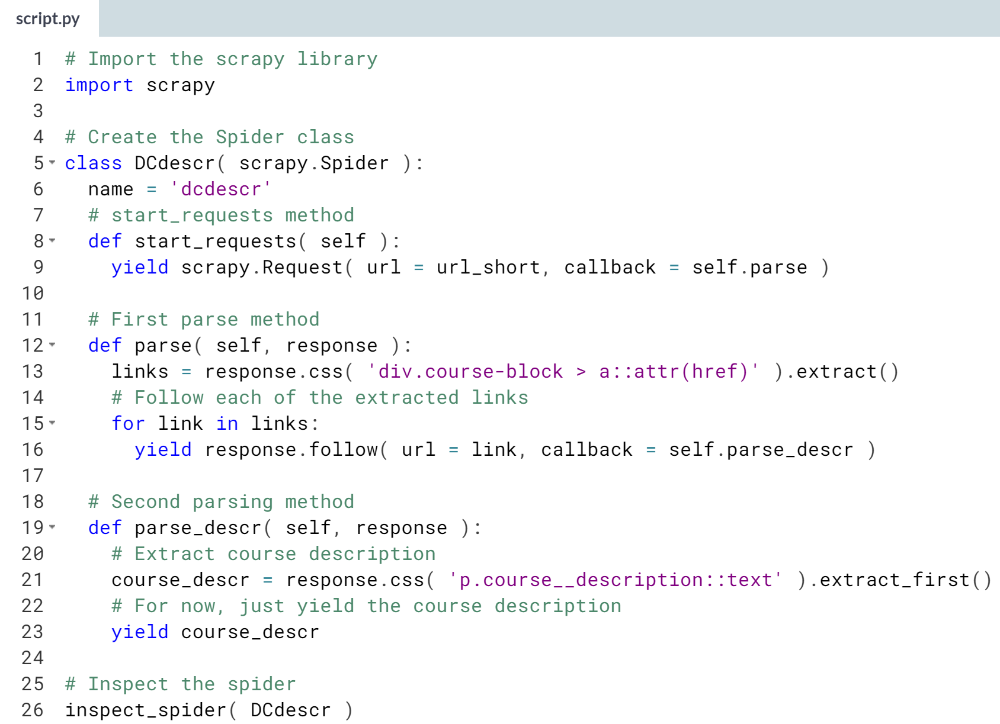 script.py
1 # Import the scrapy library
2 import scrapy
3
4 # Create the Spider class
5 class DCdescr( scrapy.Spider ):
6   name = 'dcdescr'
7   # start_requests method
8   def start_requests( self ):
9     yield scrapy.Request( url = url_short, callback = self.parse )
10
11   # First parse method
12   def parse( self, response ):
13     links = response.css( 'div.course-block > a::attr(href)' ).extract()
14     # Follow each of the extracted links
15     for link in links:
16       yield response.follow( url = link, callback = self.parse_descr )
17
18   # Second parsing method
19   def parse_descr( self, response ):
20     # Extract course description
21     course_descr = response.css( 'p.course__description::text' ).extract_first()
22     # For now, just yield the course description
23     yield course_descr
24
25 # Inspect the spider
26 inspect_spider( DCdescr )